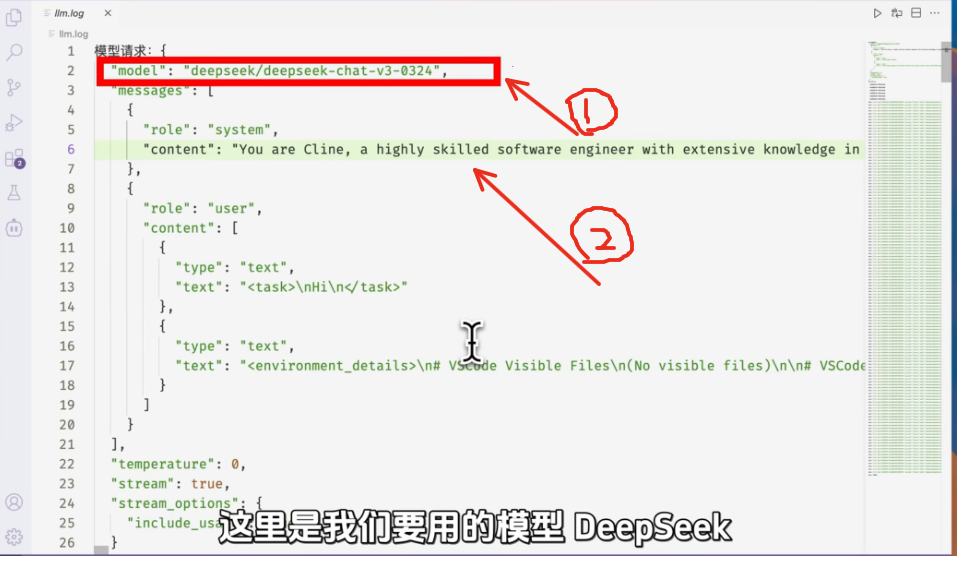 llm.log
llm.log
1 模型请求: {
2 "model": "deepseek/deepseek-chat-v3-0324",
3 "messages": [
4 {
5 "role": "system",
6 "content": "You are Cline, a highly skilled software engineer with extensive knowledge in
7 },
8 {
9 "role": "user",
10 "content": [
11 {
12 "type": "text",
13 "text": "<task>\nHi\n</task>"
14 },
15 {
16 "type": "text",
17 "text": "<environment_details>\n# VSCode Visible Files\n(No visible files)\n\n# VSCode
18 }
19 ]
20 }
21 ],
22 "temperature": 0,
23 "stream": true,
24 "stream_options": {
25 "include_usa
26 }
1
2
2
这里是我们要用的模型 DeepSeek